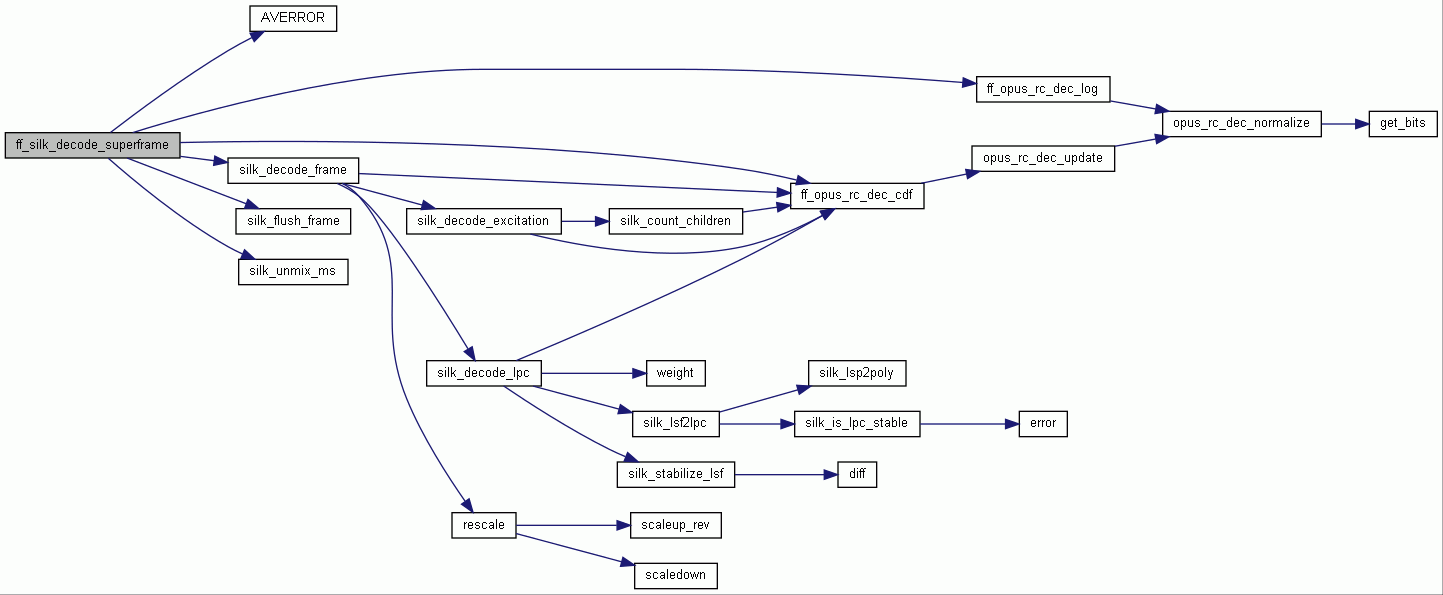 AVERROR
ff_opus_rc_dec_log
opus_rc_dec_normalize
get_bits
ff_silk_decode_superframe
opus_rc_dec_update
silk_decode_frame
ff_opus_rc_dec_cdf
silk_flush_frame
silk_decode_excitation
silk_count_children
silk_unmix_ms
silk_decode_lpc
weight
silk_lsp2poly
silk_lsf2lpc
silk_is_lpc_stable
error
silk_stabilize_lsf
diff
rescale
scaleup_rev
scaledown